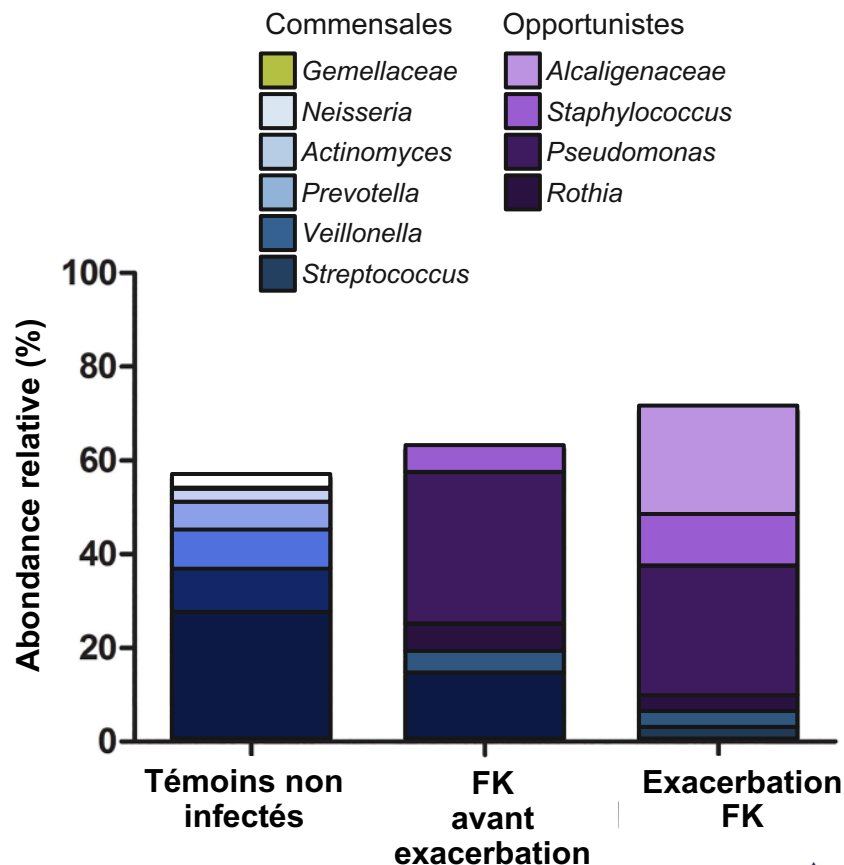 Commensales
Gemellaceae
Neisseria
Actinomyces
Prevotella
Veillonella
Streptococcus
Opportunistes
Alcaligenaceae
Staphylococcus
Pseudomonas
Rothia
Abondance relative (%)
100
80
60
40
20
0
Témoins non
infectés
FK
avant
exacerbation
Exacerbation
FK